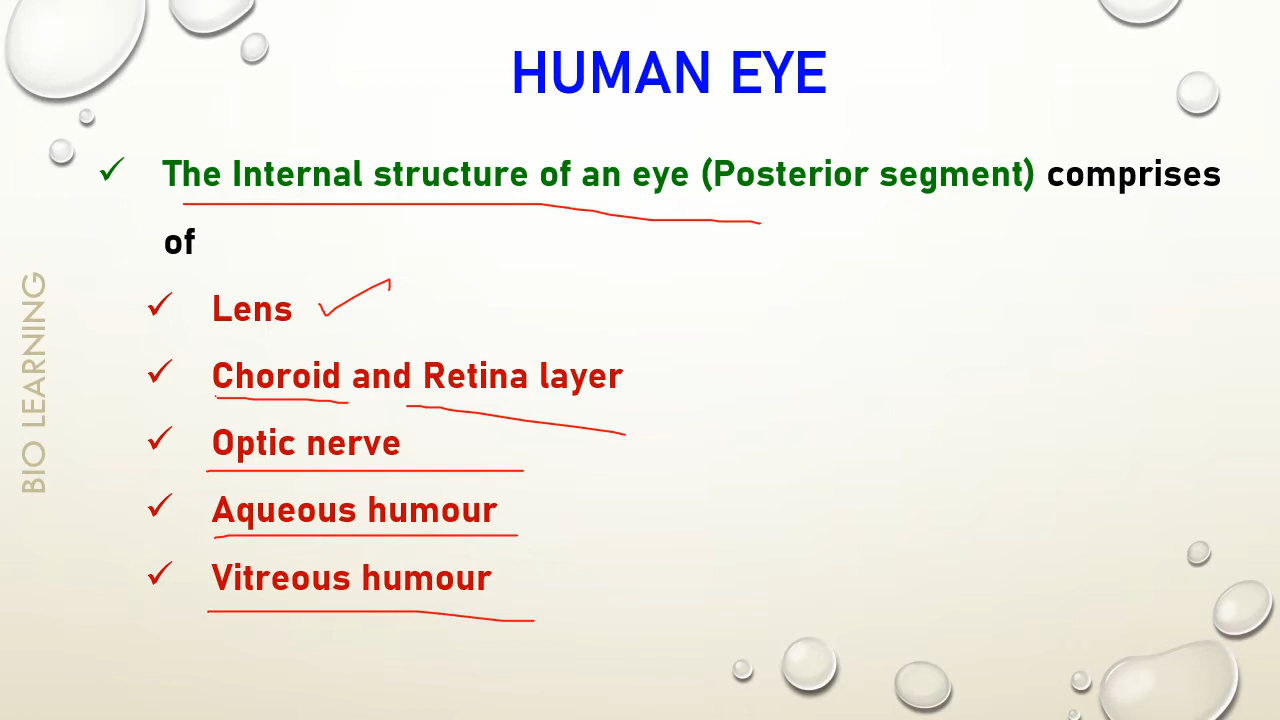 HUMAN EYE
✓ The Internal structure of an eye (Posterior segment) comprises
of
✓ Lens
✓ Choroid and Retina layer
✓ Optic nerve
✓ Aqueous humour
✓ Vitreous humour
BIO LEARNING